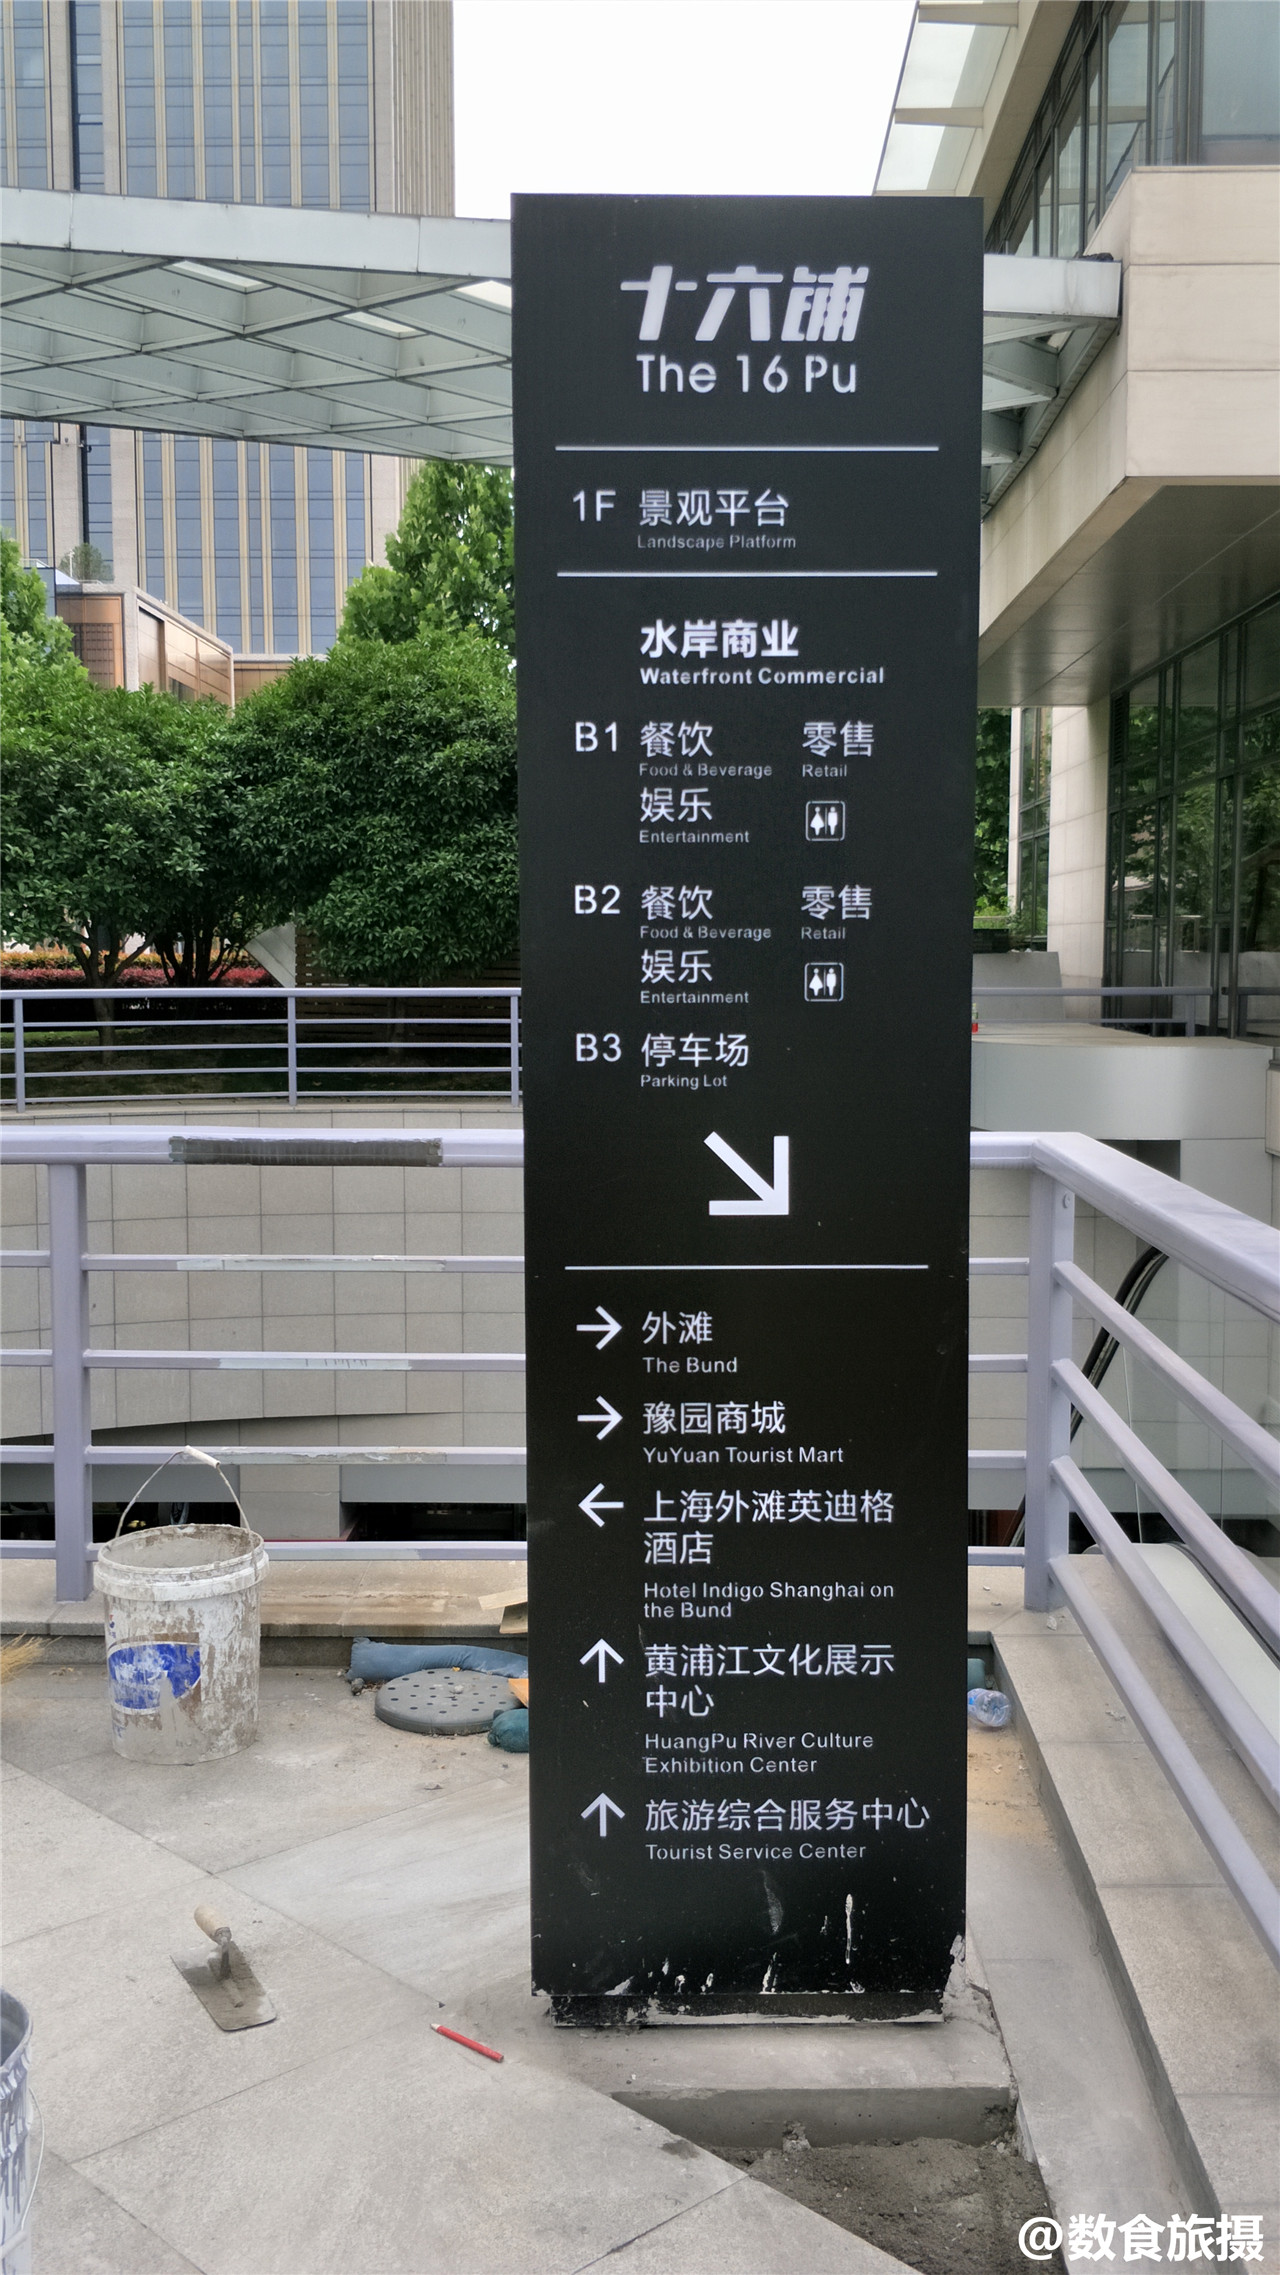 十六铺
The 16 Pu
1F 景观平台
Landscape Platform
水岸商业
Waterfront Commercial
B1 餐饮 零售
Food & Beverage Retail
娱乐
Entertainment
B2 餐饮 零售
Food & Beverage Retail
娱乐
Entertainment
B3 停车场
Parking Lot
外滩
The Bund
豫园商城
YuYuan Tourist Mart
上海外滩英迪格
酒店
Hotel Indigo Shanghai on
the Bund
黄浦江文化展示
中心
HuangPu River Culture
Exhibition Center
旅游综合服务中心
Tourist Service Center
@数食旅摄